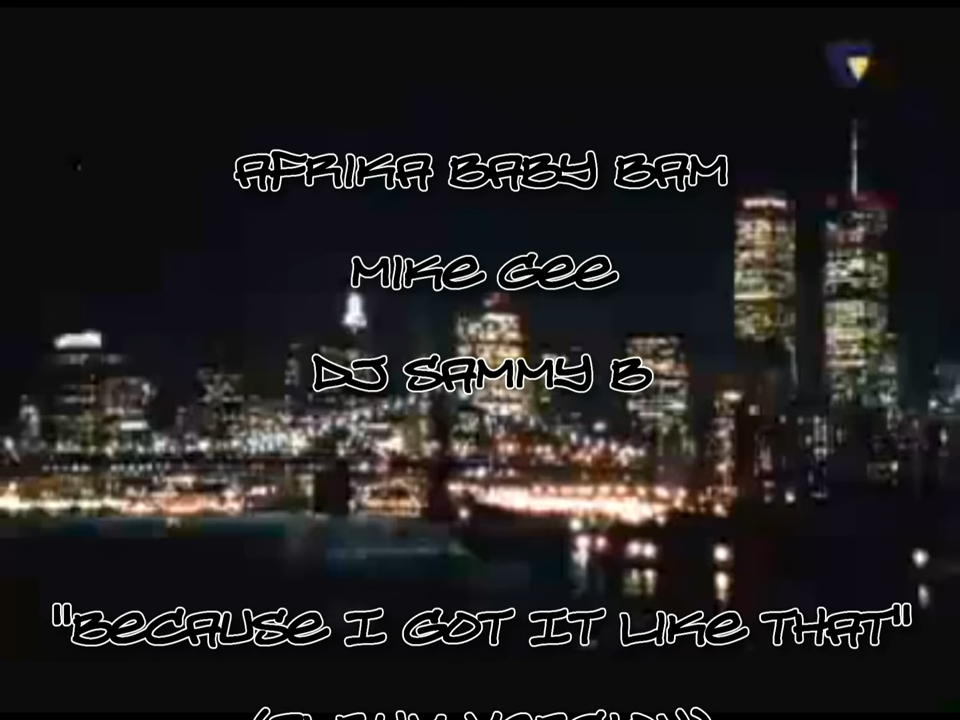 AFRIKA BABY BAM
MIKE GEE
DJ SAMMY B
"BECAUSE I GOT IT LIKE THAT"